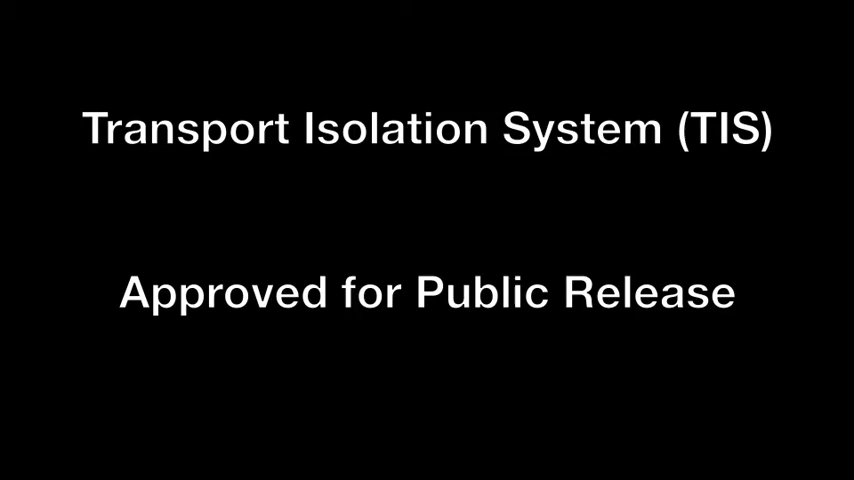 Transport Isolation System (TIS)
Approved for Public Release